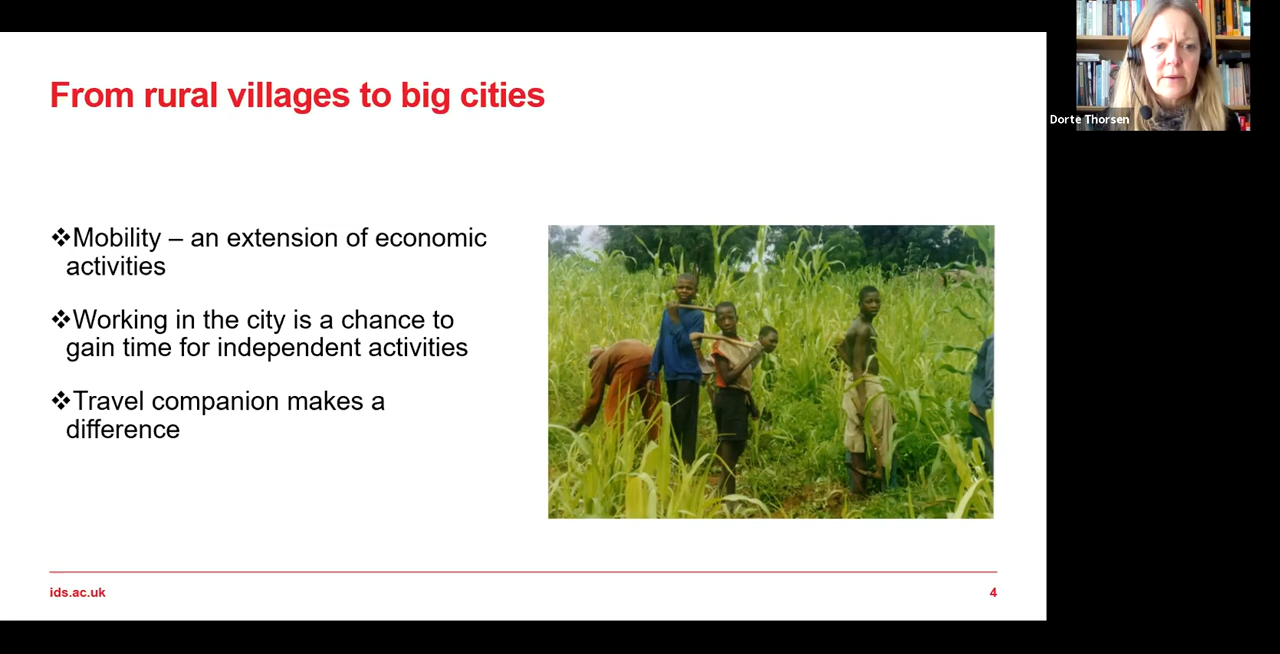 From rural villages to big cities
❖Mobility – an extension of economic
activities
❖Working in the city is a chance to
gain time for independent activities
❖Travel companion makes a
difference
ids.ac.uk
4
Dorte Thorsen